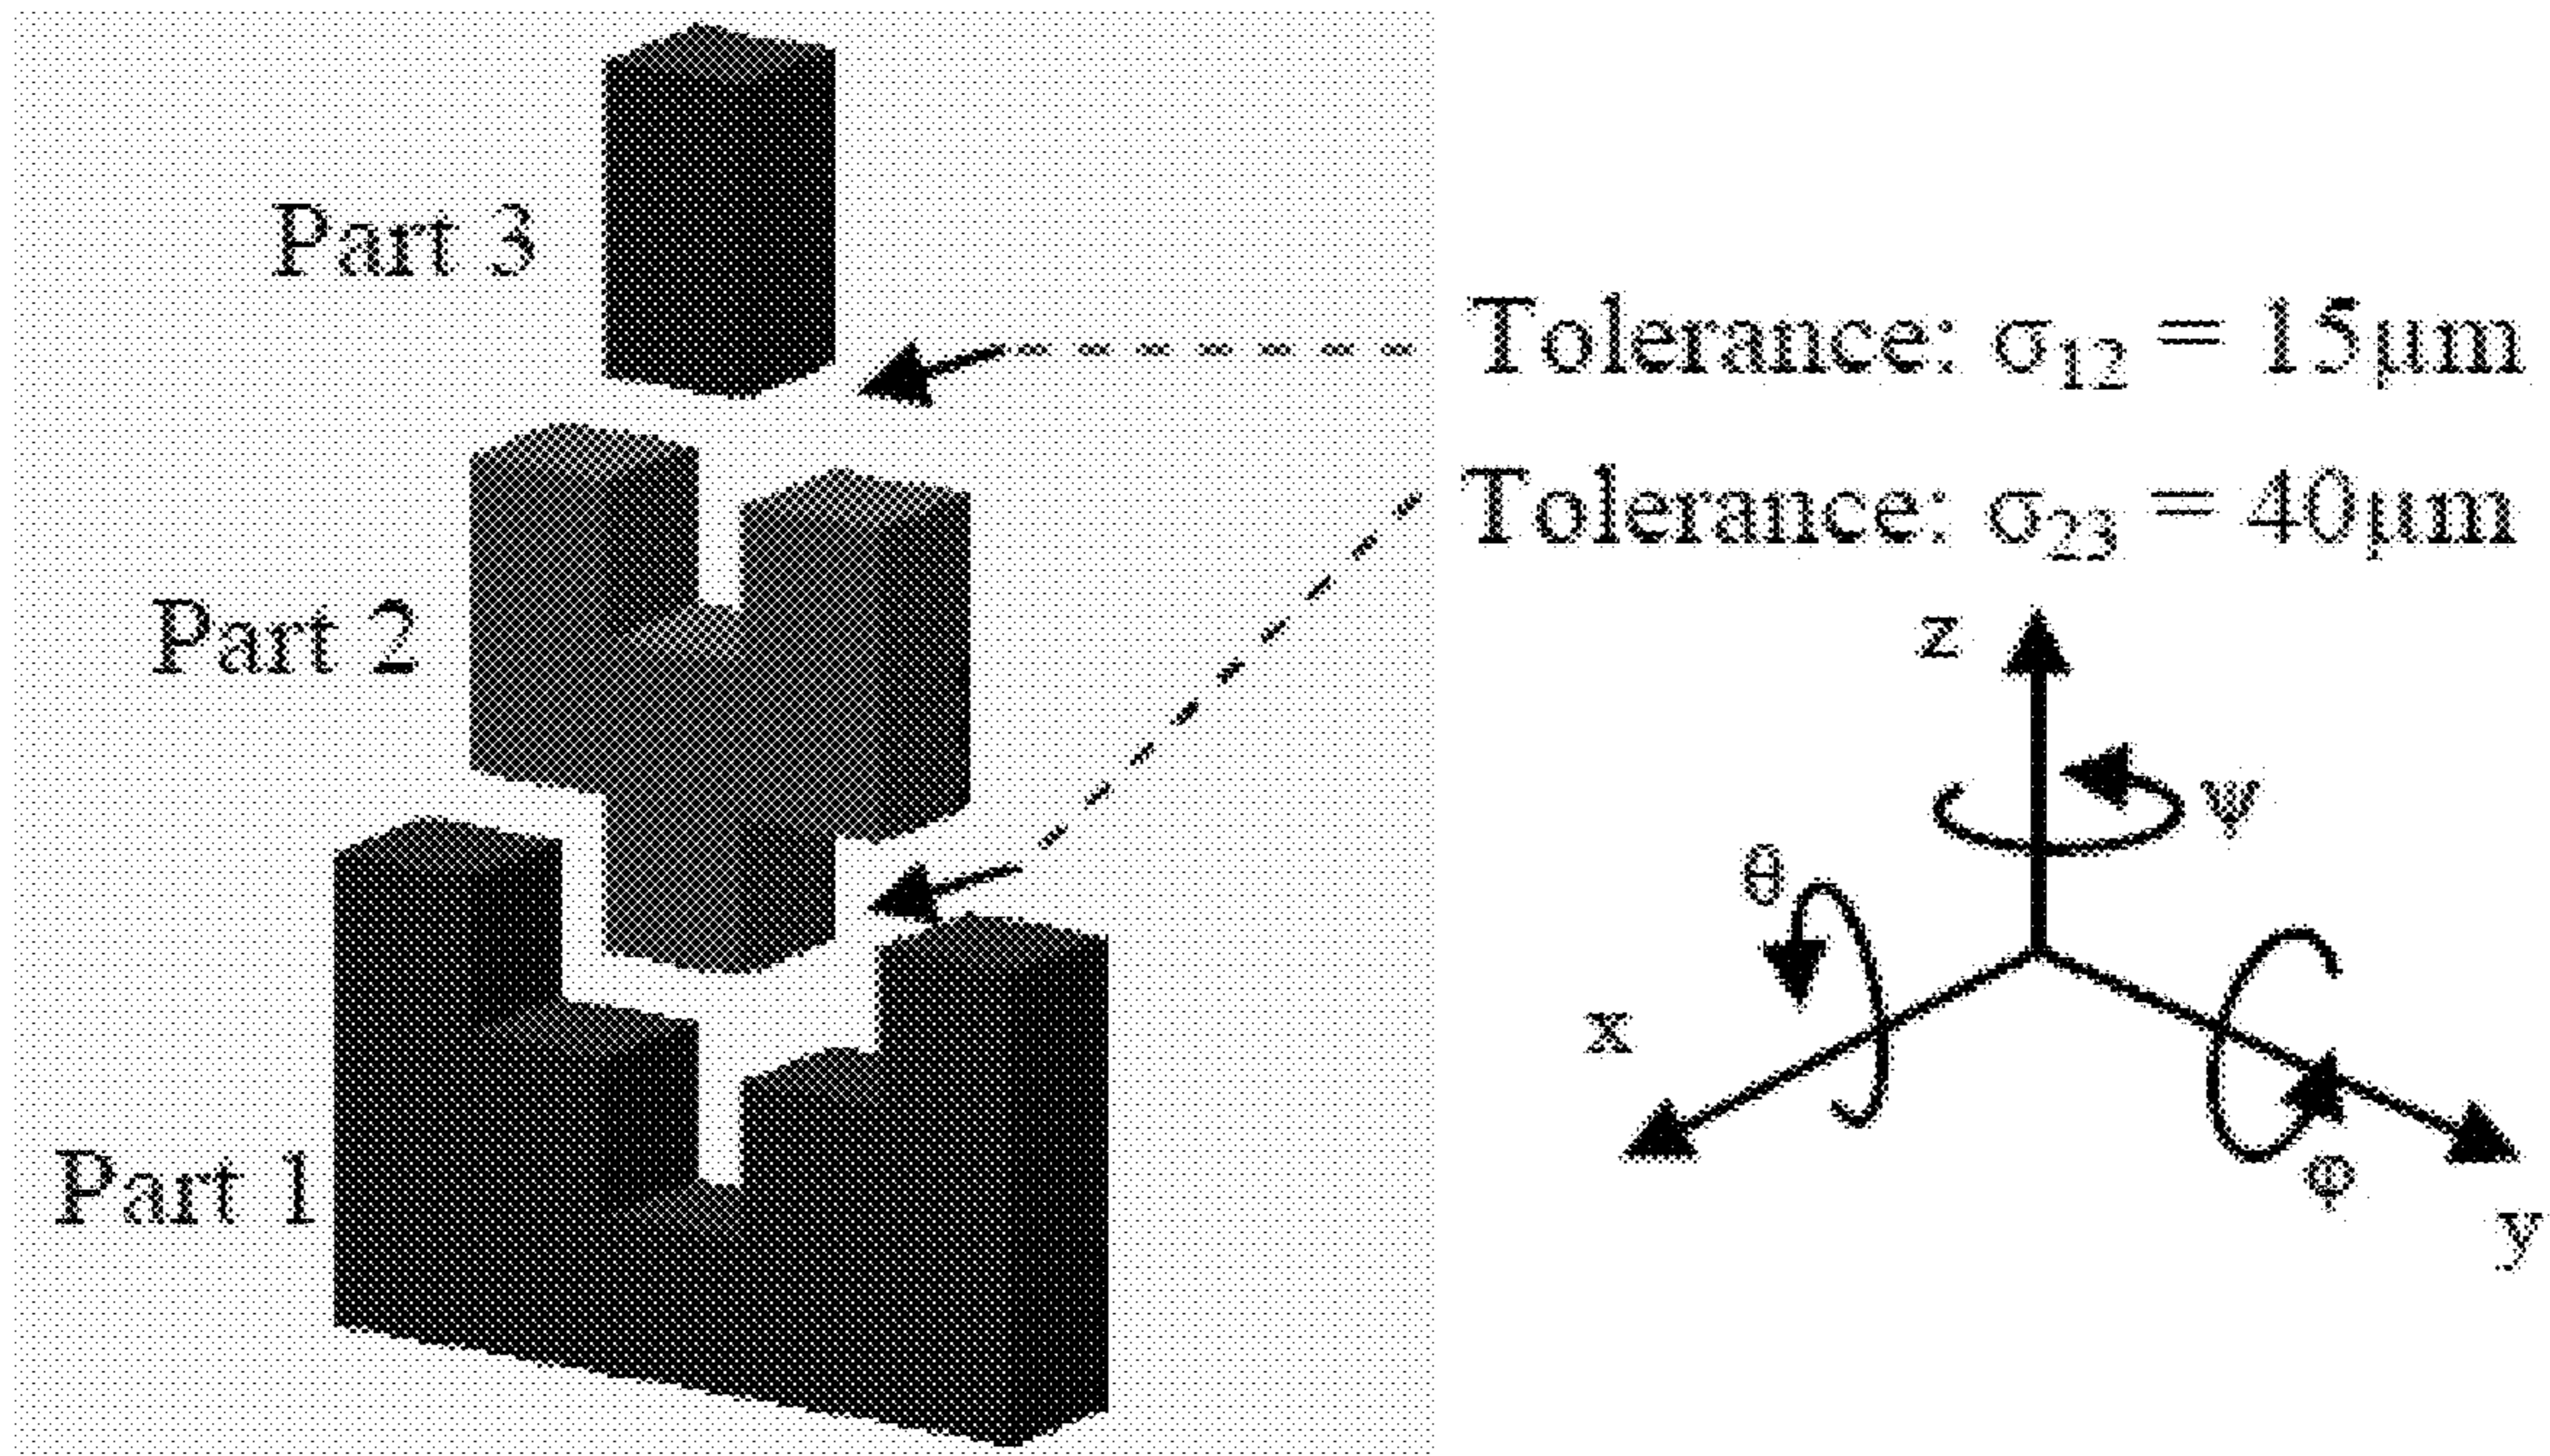 Part 3
Tolerance: σ12 = 15μm
Tolerance: σ23 = 40μm
Part 2
z
ψ
θ
x
φ
y
Part 1